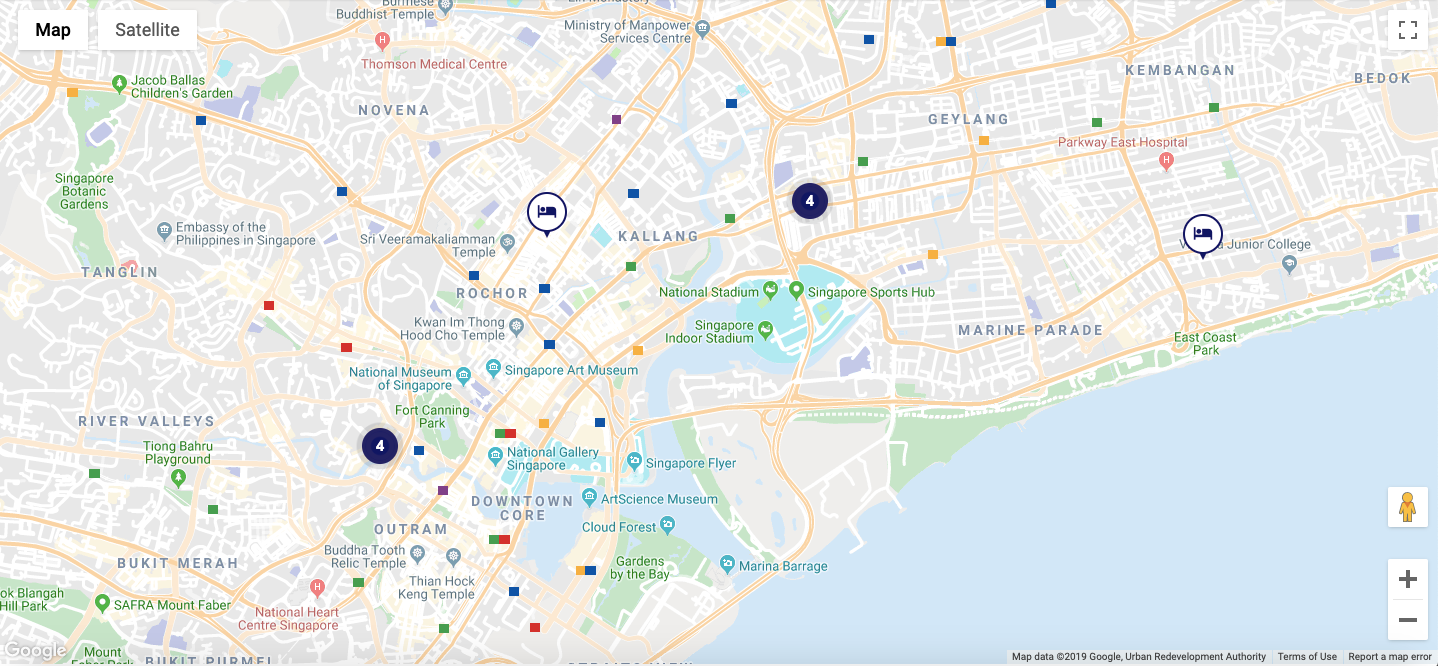 Map
Satellite
Burmese
Buddhist Temple
Ministry of Manpower
Services Centre
Thomson Medical Centre
Jacob Ballas
Children's Garden
NOVENA
KEMBANGAN
BEDOK
GEYLANG
Parkway East Hospital
Singapore
Botanic
Gardens
4
Embassy of the
Philippines in Singapore
Sri Veeramakaliamman
Temple
KALLANG
Junior College
TANGLIN
ROCHOR
National Stadium
Singapore Sports Hub
Kwan Im Thong
Hood Cho Temple
Singapore
Indoor Stadium
MARINE PARADE
East Coast
Park
National Museum
of Singapore
Singapore Art Museum
Fort Canning
Park
RIVER VALLEYS
Tiong Bahru
Playground
4
National Gallery
Singapore
Singapore Flyer
DOWNTOWN
CORE
ArtScience Museum
OUTRAM
Cloud Forest
Buddha Tooth
Relic Temple
BUKIT MERAH
Gardens
by the Bay
Marina Barrage
Thian Hock
Keng Temple
ok Blangah
Hill Park
SAFRA Mount Faber
National Heart
Centre Singapore
Mount
Faber Park
BUKIT PURMEI
STRAITS VIEW
Google
Map data ©2019 Google, Urban Redevelopment Authority
Terms of Use
Report a map error